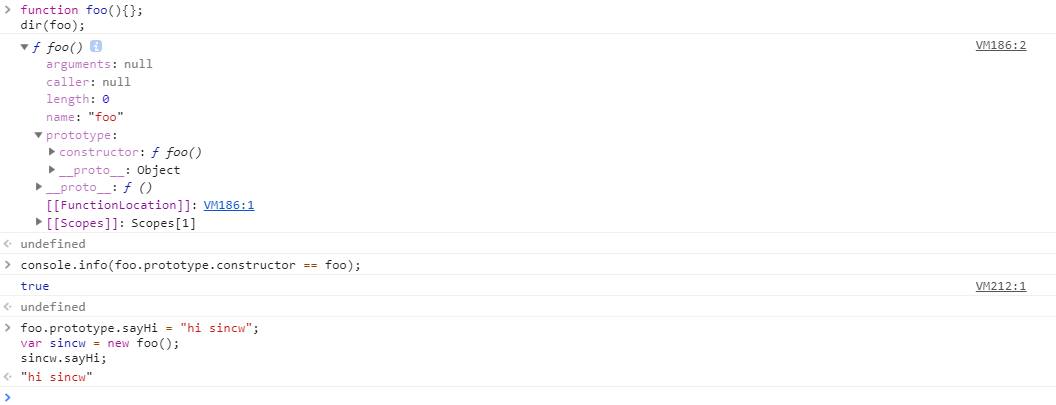 function foo(){};
dir(foo);
ƒ foo() i VM186:2
arguments: null
caller: null
length: 0
name: "foo"
prototype:
constructor: ƒ foo()
__proto__: Object
__proto__: ƒ ()
[[FunctionLocation]]: VM186:1
[[Scopes]]: Scopes[1]
undefined
console.info(foo.prototype.constructor == foo);
true VM212:1
undefined
foo.prototype.sayHi = "hi sincw";
var sincw = new foo();
sincw.sayHi;
"hi sincw"